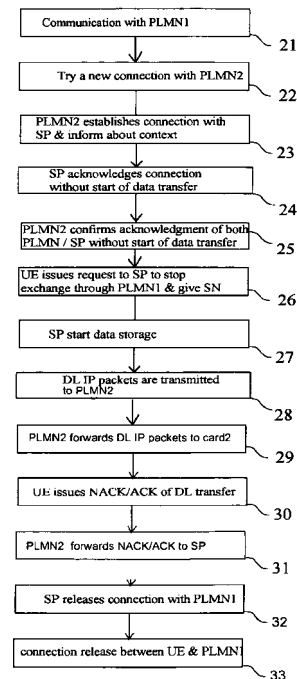 Communication with PLMN1
21
Try a new connection with PLMN2
22
PLMN2 establishes connection with
SP & inform about context
23
SP acknowledges connection
without start of data transfer
24
PLMN2 confirms acknowledgment of both
PLMN / SP without start of data transfer
25
UE issues request to SP to stop
exchange through PLMN1 & give SN
26
SP start data storage
27
DL IP packets are transmitted
to PLMN2
28
PLMN2 forwards DL IP packets to card2
29
UE issues NACK/ACK of DL transfer
30
PLMN2 forwards NACK/ACK to SP
31
SP releases connection with PLMN1
32
connection release between UE & PLMN1
33